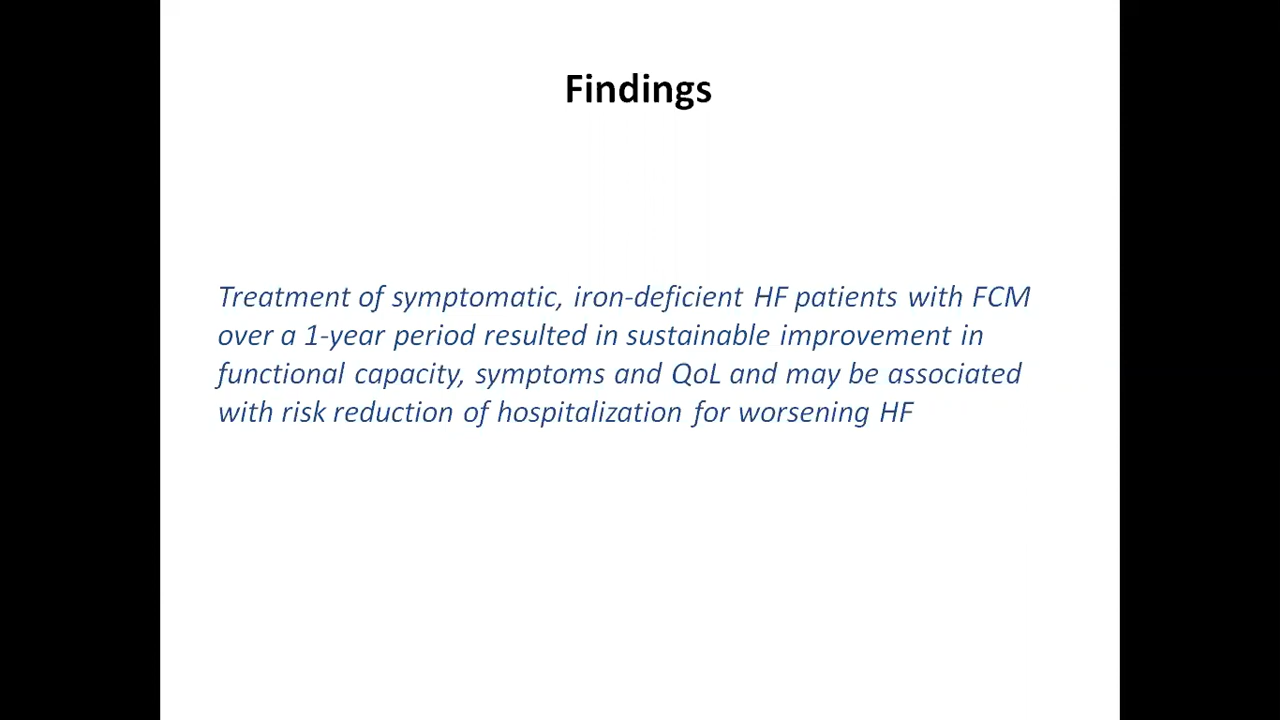 Findings
Treatment of symptomatic, iron-deficient HF patients with FCM
over a 1-year period resulted in sustainable improvement in
functional capacity, symptoms and QoL and may be associated
with risk reduction of hospitalization for worsening HF